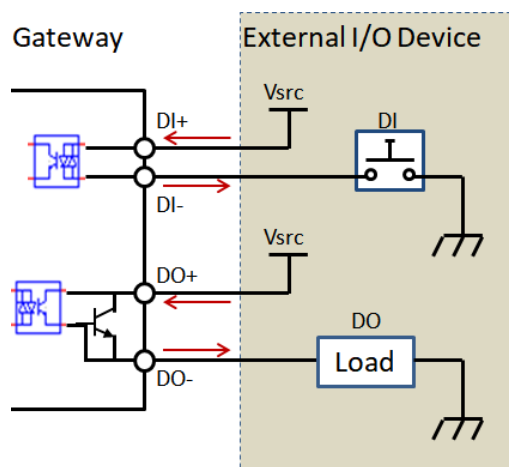 Gateway
External I/O Device
Vsrc
DI+
DI
DI-
Vsrc
DO+
DO
Load
DO-